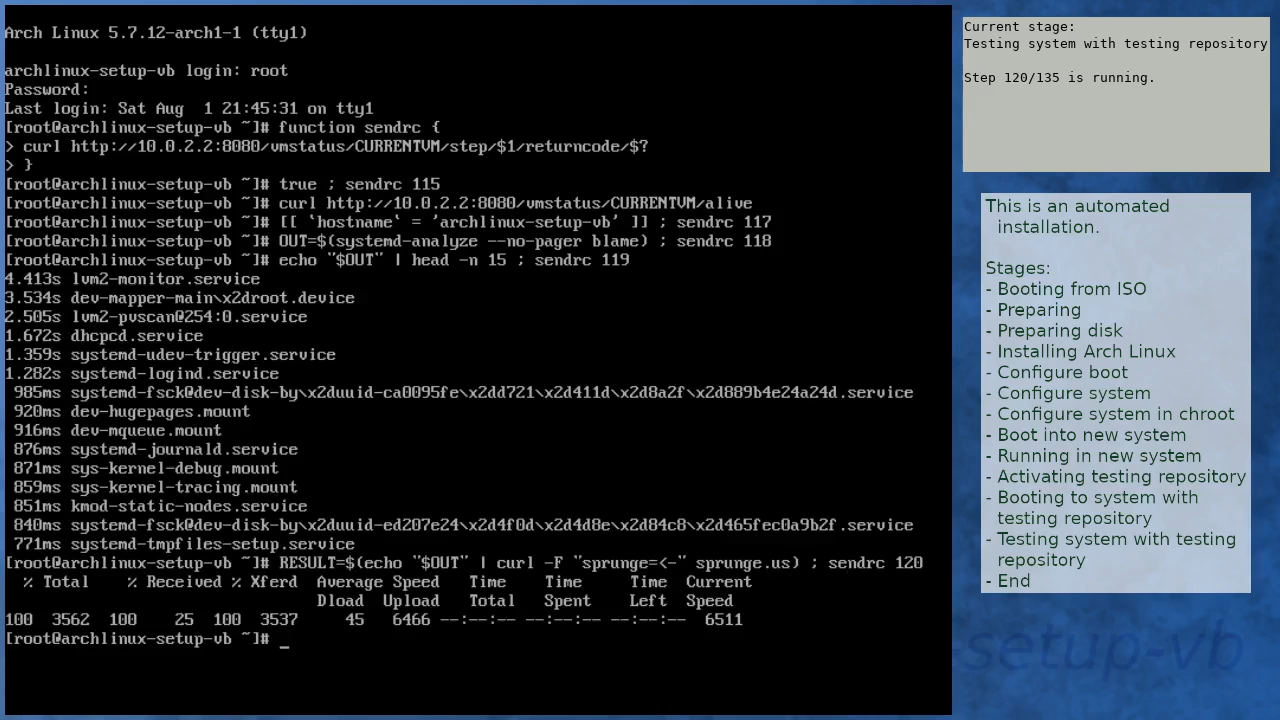 Arch Linux 5.7.12-arch1-1 (tty1)
archlinux-setup-vb login: root
Password:
Last login: Sat Aug  1 21:45:31 on tty1
[root@archlinux-setup-vb ~]# function sendrc {
> curl http://10.0.2.2:8080/vmstatus/CURRENTVM/step/$1/returncode/$?
> }
[root@archlinux-setup-vb ~]# true ; sendrc 115
[root@archlinux-setup-vb ~]# curl http://10.0.2.2:8080/vmstatus/CURRENTVM/alive
[root@archlinux-setup-vb ~]# [[ `hostname` = 'archlinux-setup-vb' ]] ; sendrc 117
[root@archlinux-setup-vb ~]# OUT=$(systemd-analyze --no-pager blame) ; sendrc 118
[root@archlinux-setup-vb ~]# echo "$OUT" | head -n 15 ; sendrc 119
4.413s lvm2-monitor.service
3.534s dev-mapper-main\x2droot.device
2.505s lvm2-pvscan@254:0.service
1.672s dhcpcd.service
1.359s systemd-udev-trigger.service
1.282s systemd-logind.service
 985ms systemd-fsck@dev-disk-by\x2duuid-ca0095fe\x2dd721\x2d411d\x2d8a2f\x2d889b4e24a24d.service
 920ms dev-hugepages.mount
 916ms dev-mqueue.mount
 876ms systemd-journald.service
 871ms sys-kernel-debug.mount
 859ms sys-kernel-tracing.mount
 851ms kmod-static-nodes.service
 840ms systemd-fsck@dev-disk-by\x2duuid-ed207e24\x2d4f0d\x2d4d8e\x2d84c8\x2d465fec0a9b2f.service
 771ms systemd-tmpfiles-setup.service
[root@archlinux-setup-vb ~]# RESULT=$(echo "$OUT" | curl -F "sprunge=<-" sprunge.us) ; sendrc 120
  % Total    % Received % Xferd  Average Speed   Time    Time     Time  Current
                                 Dload  Upload   Total   Spent    Left  Speed
100  3562  100    25  100  3537     45   6466 --:--:-- --:--:-- --:--:--  6511
[root@archlinux-setup-vb ~]# _
Current stage:
Testing system with testing repository
Step 120/135 is running.
This is an automated
installation.
Stages:
- Booting from ISO
- Preparing
- Preparing disk
- Installing Arch Linux
- Configure boot
- Configure system
- Configure system in chroot
- Boot into new system
- Running in new system
- Activating testing repository
- Booting to system with
testing repository
- Testing system with testing
repository
- End
-setup-vb